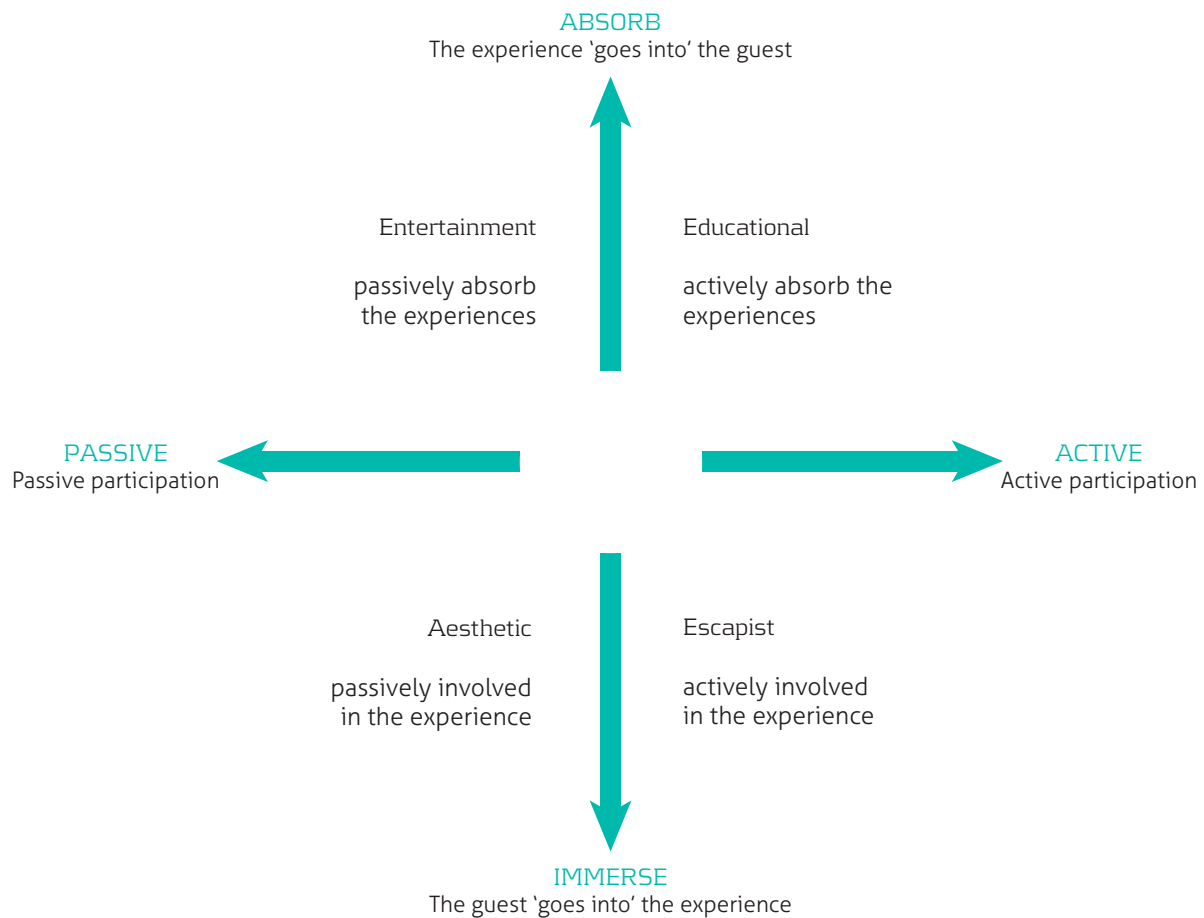 ABSORB
The experience ‘goes into’ the guest
Entertainment
passively absorb
the experiences
Educational
actively absorb the
experiences
PASSIVE
Passive participation
ACTIVE
Active participation
Aesthetic
passively involved
in the experience
Escapist
actively involved
in the experience
IMMERSE
The guest ‘goes into’ the experience